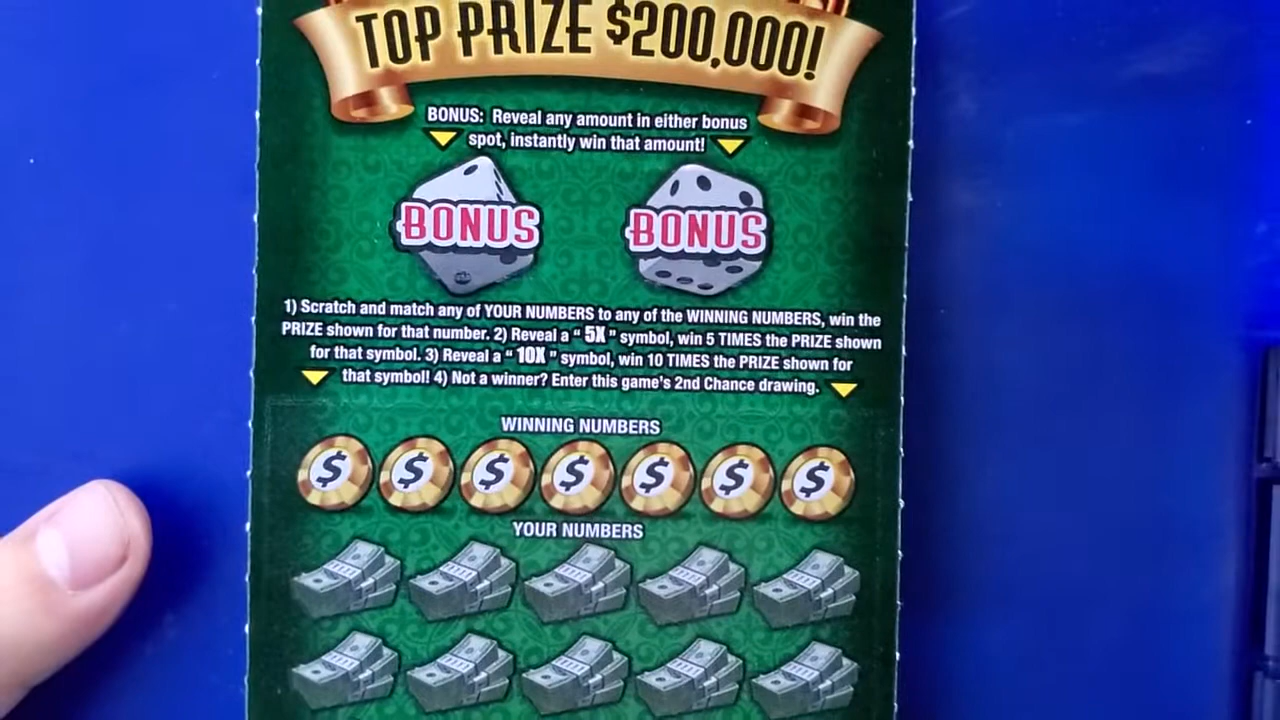 TOP PRIZE $200,000!
BONUS: Reveal any amount in either bonus
spot, instantly win that amount!
BONUS BONUS
1) Scratch and match any of YOUR NUMBERS to any of the WINNING NUMBERS, win the
PRIZE shown for that number. 2) Reveal a " 5X " symbol, win 5 TIMES the PRIZE shown
for that symbol. 3) Reveal a " 10X " symbol, win 10 TIMES the PRIZE shown for
that symbol! 4) Not a winner? Enter this game's 2nd Chance drawing.
WINNING NUMBERS
$ $ $ $ $ $ $
YOUR NUMBERS